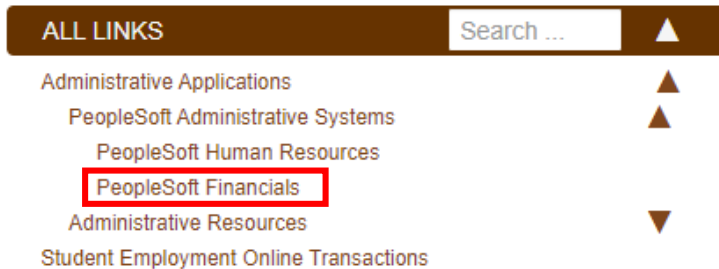 ALL LINKS Search ...
Administrative Applications
PeopleSoft Administrative Systems
PeopleSoft Human Resources
PeopleSoft Financials
Administrative Resources
Student Employment Online Transactions